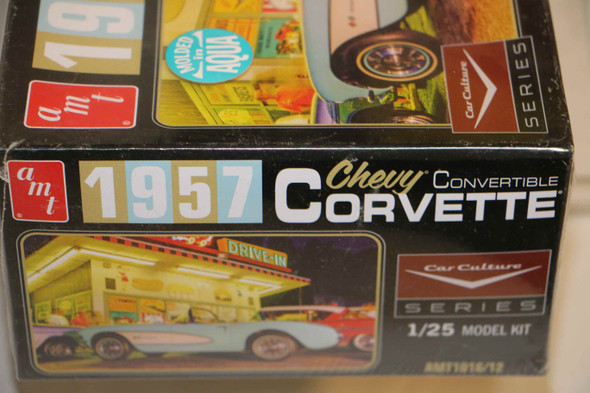 19
MOLDED
in
AQUA
amt
Car Culture
SERIES
amt
1957
Chevy CONVERTIBLE
CORVETTE
DRIVE-IN
Car Culture
SERIES
1/25 MODEL KIT
AMT1016/12